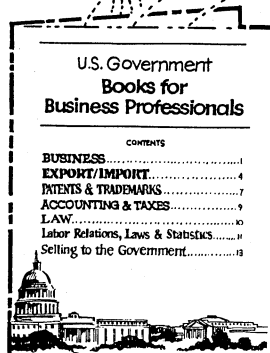 U.S. Government
Books for
Business Professionals
CONTENTS
BUSINESS.................................1
EXPORT/IMPORT......................4
PATENTS & TRADEMARKS..................7
ACCOUNTING & TAXES...............9
LAW.....................................10
Labor Relations, Laws & Statistics.......11
Selling to the Government.............13